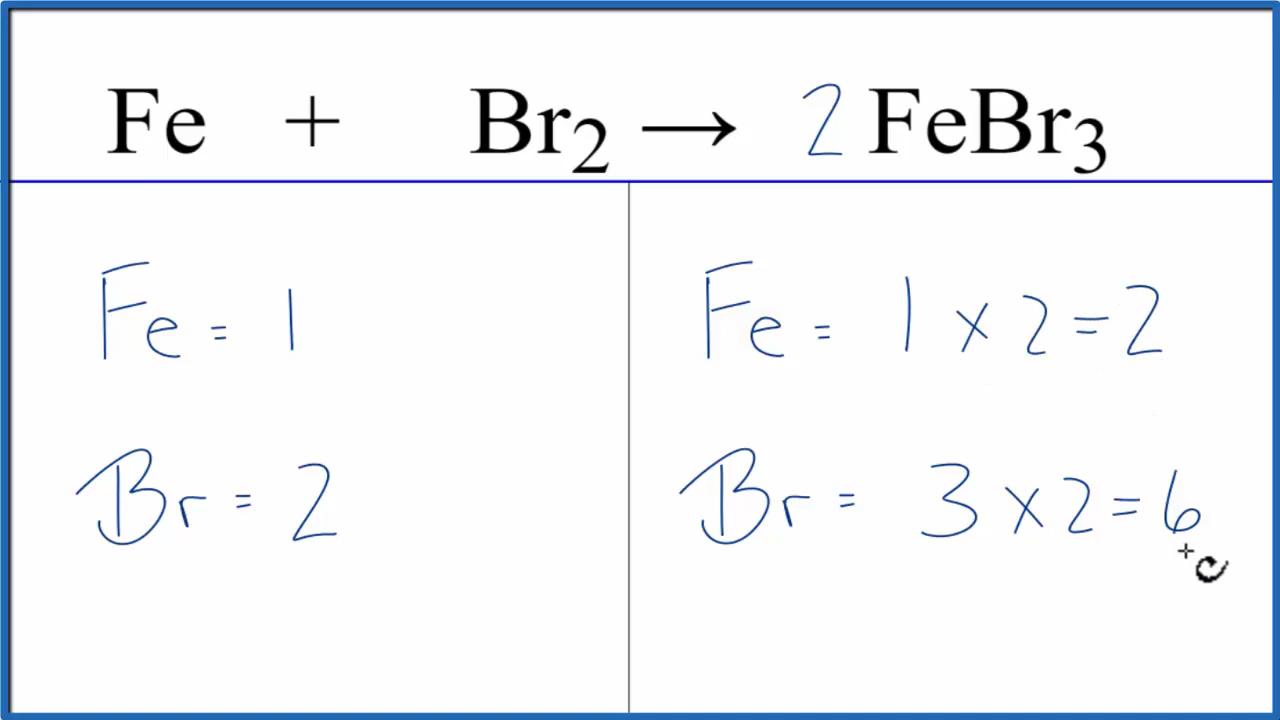 Fe + Br₂ → 2 FeBr₃
Fe = 1
Fe = 1 x 2 = 2
Br = 2
Br = 3 x 2 = 6